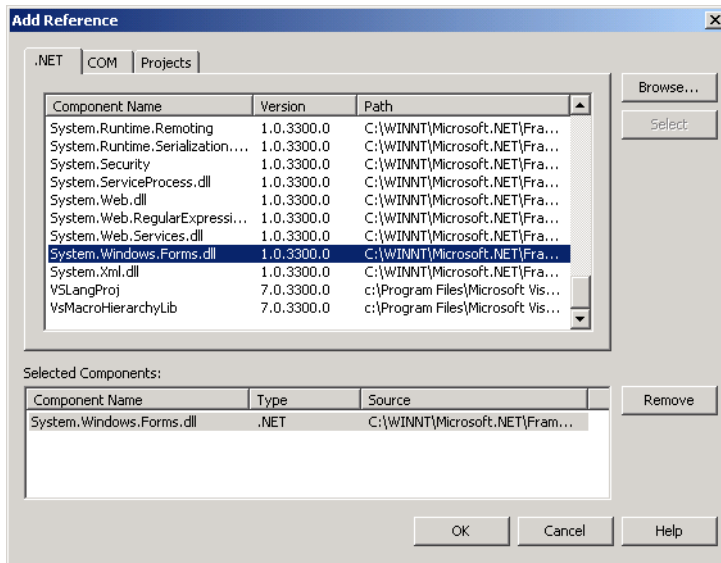 Add Reference
.NET COM Projects
Browse...
Select
Component Name Version Path
System.Runtime.Remoting 1.0.3300.0 C:\WINNT\Microsoft.NET\Fra...
System.Runtime.Serialization.... 1.0.3300.0 C:\WINNT\Microsoft.NET\Fra...
System.Security 1.0.3300.0 C:\WINNT\Microsoft.NET\Fra...
System.ServiceProcess.dll 1.0.3300.0 C:\WINNT\Microsoft.NET\Fra...
System.Web.dll 1.0.3300.0 C:\WINNT\Microsoft.NET\Fra...
System.Web.RegularExpressi... 1.0.3300.0 C:\WINNT\Microsoft.NET\Fra...
System.Web.Services.dll 1.0.3300.0 C:\WINNT\Microsoft.NET\Fra...
System.Windows.Forms.dll 1.0.3300.0 C:\WINNT\Microsoft.NET\Fra...
System.Xml.dll 1.0.3300.0 C:\WINNT\Microsoft.NET\Fra...
VSLangProj 7.0.3300.0 c:\Program Files\Microsoft Vis...
VsMacroHierarchyLib 7.0.3300.0 c:\Program Files\Microsoft Vis...
Selected Components:
Component Name Type Source
Remove
System.Windows.Forms.dll .NET C:\WINNT\Microsoft.NET\Fram...
OK Cancel Help